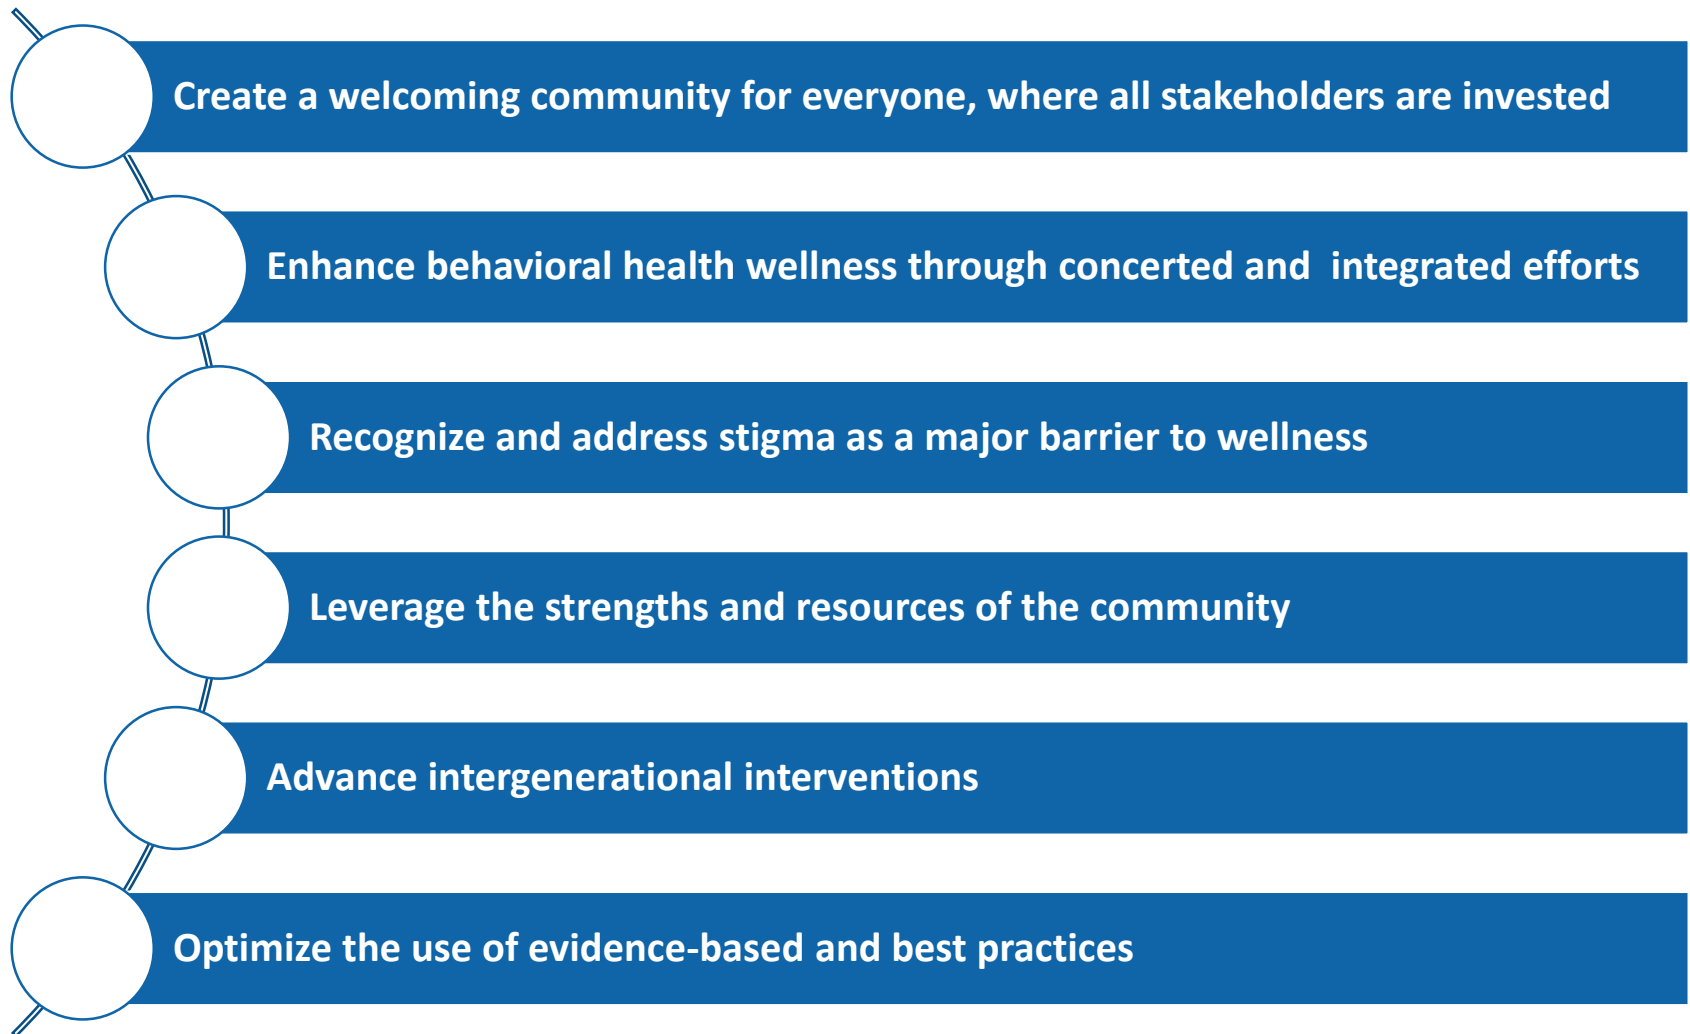 Create a welcoming community for everyone, where all stakeholders are invested
Enhance behavioral health wellness through concerted and  integrated efforts
Recognize and address stigma as a major barrier to wellness
Leverage the strengths and resources of the community
Advance intergenerational interventions
Optimize the use of evidence-based and best practices